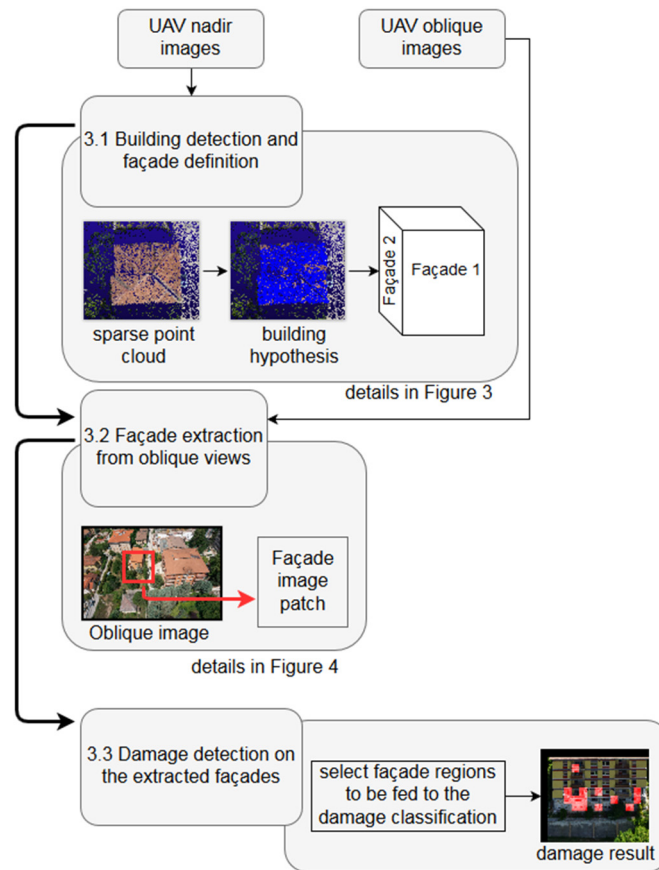 UAV nadir
images
UAV oblique
images
3.1 Building detection and
façade definition
sparse point
cloud
building
hypothesis
Façade 2
Façade 1
details in Figure 3
3.2 Façade extraction
from oblique views
Façade
image
patch
Oblique image
details in Figure 4
3.3 Damage detection on
the extracted façades
select façade regions
to be fed to the
damage classification
damage result